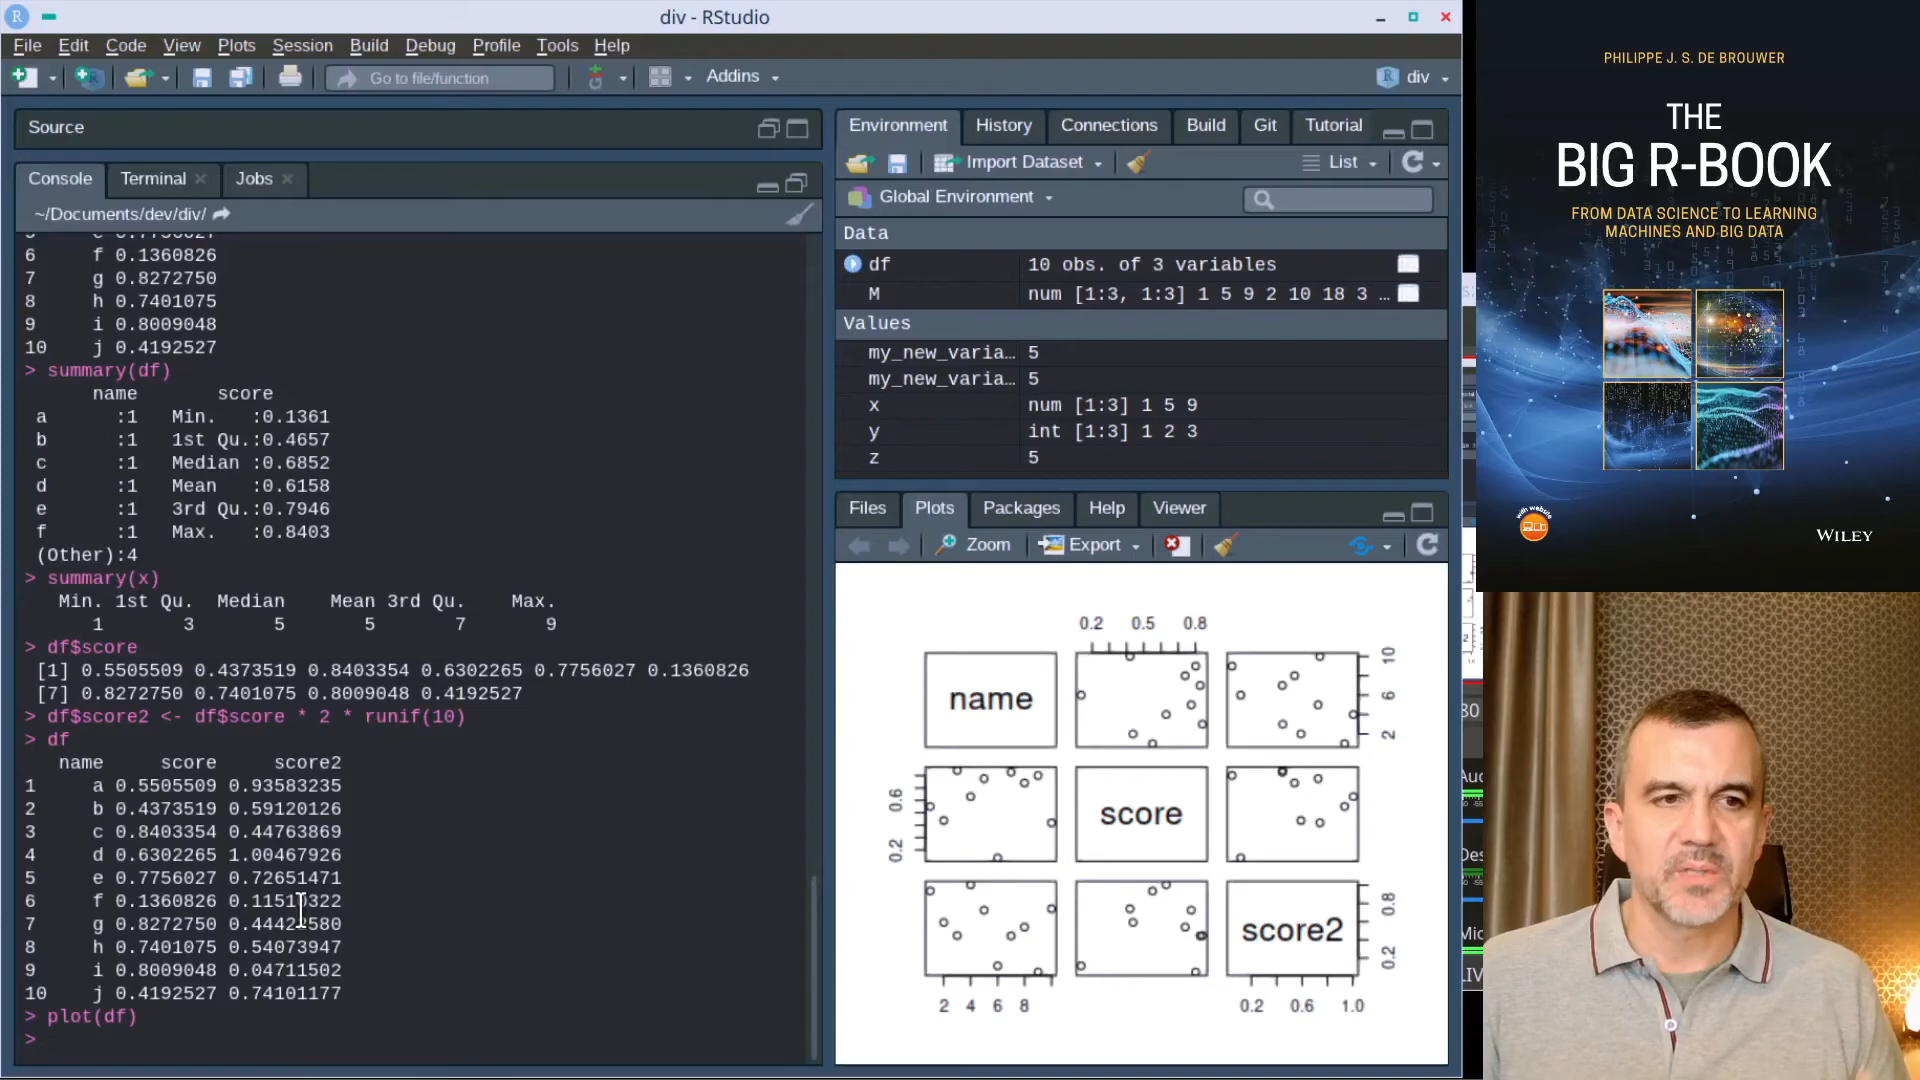 div - RStudio
File Edit Code View Plots Session Build Debug Profile Tools Help
Go to file/function
Addins
div
Source
Console Terminal Jobs
~/Documents/dev/div/
6 f 0.1360826
7 g 0.8272750
8 h 0.7401075
9 i 0.8009048
10 j 0.4192527
> summary(df)
name score
a :1 Min. :0.1361
b :1 1st Qu.:0.4657
c :1 Median :0.6852
d :1 Mean :0.6158
e :1 3rd Qu.:0.7946
f :1 Max. :0.8403
(Other):4
> summary(x)
Min. 1st Qu. Median Mean 3rd Qu. Max.
1 3 5 5 7 9
> df$score
[1] 0.5505509 0.4373519 0.8403354 0.6302265 0.7756027 0.1360826
[7] 0.8272750 0.7401075 0.8009048 0.4192527
> df$score2 <- df$score * 2 * runif(10)
> df
name score score2
1 a 0.5505509 0.93583235
2 b 0.4373519 0.59120126
3 c 0.8403354 0.44763869
4 d 0.6302265 1.00467926
5 e 0.7756027 0.72651471
6 f 0.1360826 0.11510322
7 g 0.8272750 0.44422580
8 h 0.7401075 0.54073947
9 i 0.8009048 0.04711502
10 j 0.4192527 0.74101177
> plot(df)
>
Environment History Connections Build Git Tutorial
Import Dataset List
Global Environment
Data
df 10 obs. of 3 variables
M num [1:3, 1:3] 1 5 9 2 10 18 3 …
Values
my_new_varia… 5
my_new_varia… 5
x num [1:3] 1 5 9
y int [1:3] 1 2 3
z 5
Files Plots Packages Help Viewer
Zoom Export
0.2 0.5 0.8
name
2 6 10
0.2 0.6
score
score2
0.2 0.8
2 4 6 8
0.2 0.6 1.0
PHILIPPE J. S. DE BROUWER
THE
BIG R-BOOK
FROM DATA SCIENCE TO LEARNING
MACHINES AND BIG DATA
with website
WILEY